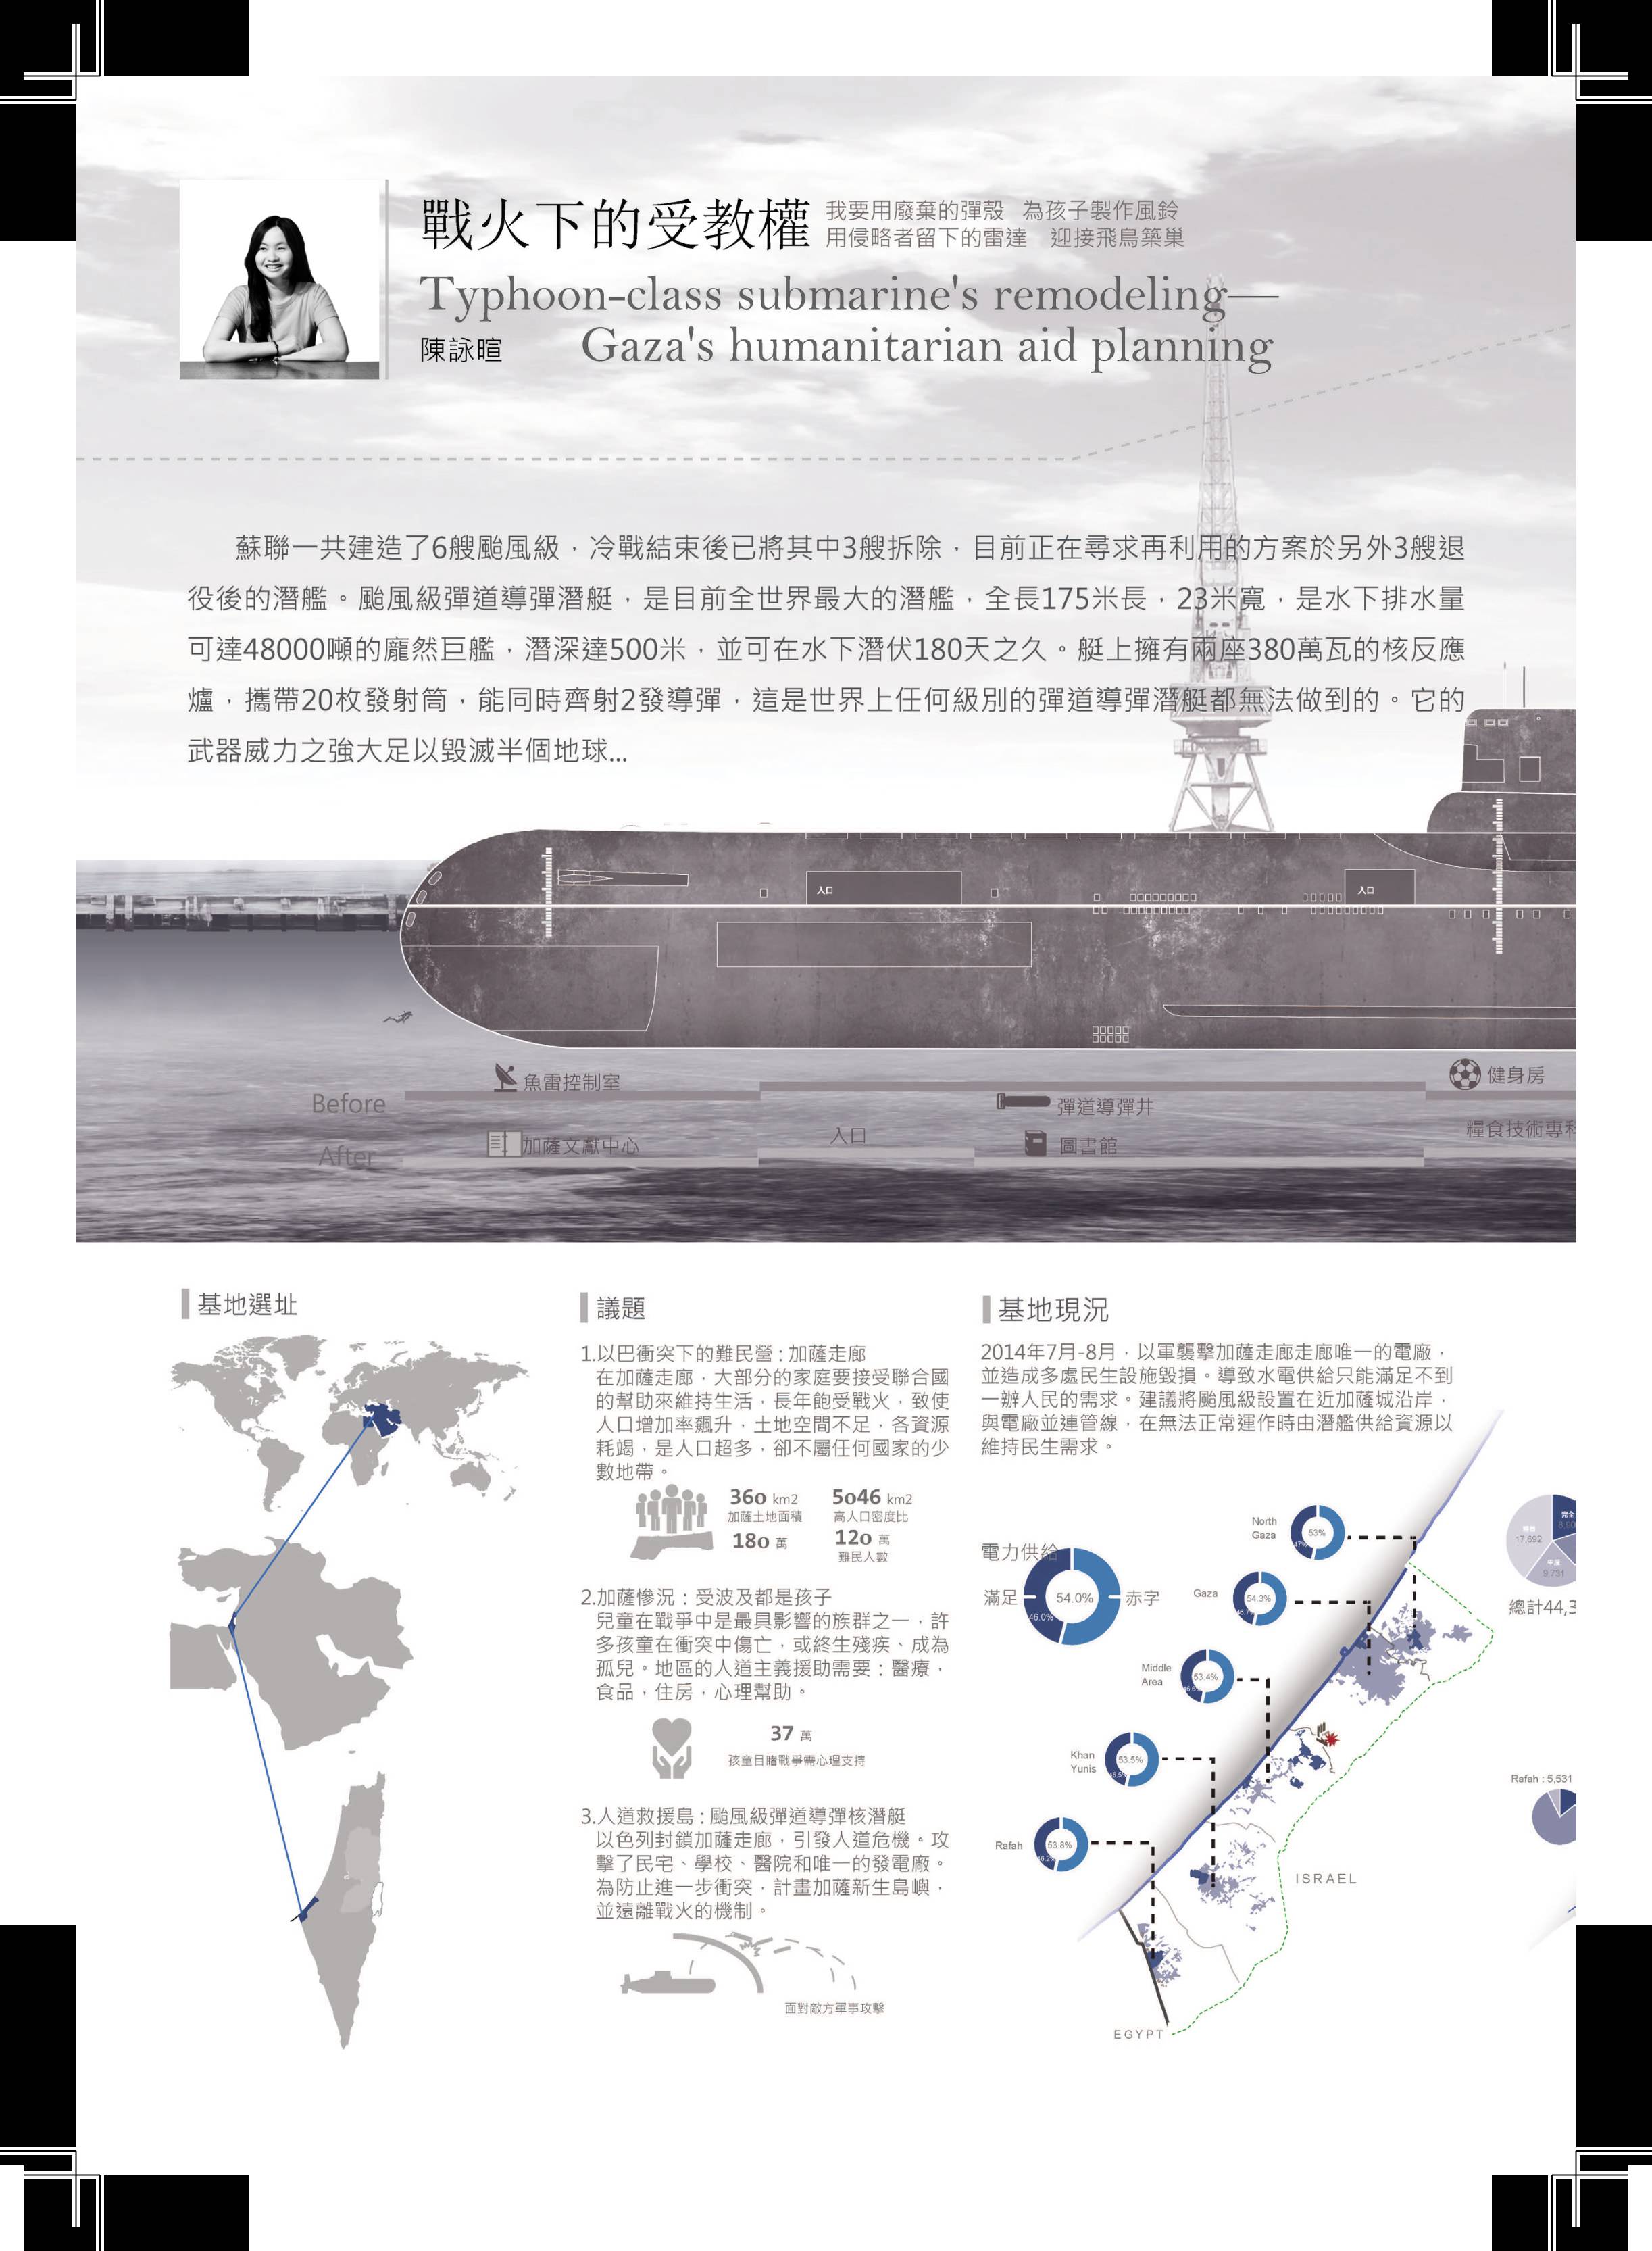 戰火下的受教權
我要用廢棄的彈殼 為孩子製作風鈴
用侵略者留下的雷達 迎接飛鳥築巢
Typhoon-class submarine's remodeling—
Gaza's humanitarian aid planning
陳詠暄
蘇聯一共建造了6艘颱風級，冷戰結束後已將其中3艘拆除，目前正在尋求再利用的方案於另外3艘退
役後的潛艦。颱風級彈道導彈潛艇，是目前全世界最大的潛艦，全長175米長，23米寬，是水下排水量
可達48000噸的龐然巨艦，潛深達500米，並可在水下潛伏180天之久。艇上擁有兩座380萬瓦的核反應
爐，攜帶20枚發射筒，能同時齊射2發導彈，這是世界上任何級別的彈道導彈潛艇都無法做到的。它的
武器威力之強大足以毀滅半個地球...
入口
入口
Before
魚雷控制室
彈道導彈井
健身房
After
加薩文獻中心
入口
圖書館
糧食技術專科
基地選址
議題
1.以巴衝突下的難民營：加薩走廊
在加薩走廊，大部分的家庭要接受聯合國
的幫助來維持生活，長年飽受戰火，致使
人口增加率飆升，土地空間不足，各資源
耗竭，是人口超多，卻不屬任何國家的少
數地帶。
360 km2
加薩土地面積
5046 km2
高人口密度比
180 萬
120 萬
難民人數
2.加薩慘況：受波及都是孩子
兒童在戰爭中是最具影響的族群之一，許
多孩童在衝突中傷亡，或終生殘疾、成為
孤兒。地區的人道主義援助需要：醫療，
食品，住房，心理幫助。
37 萬
孩童目睹戰爭需心理支持
3.人道救援島：颱風級彈道導彈核潛艇
以色列封鎖加薩走廊，引發人道危機。攻
擊了民宅、學校、醫院和唯一的發電廠。
為防止進一步衝突，計畫加薩新生島嶼，
並遠離戰火的機制。
面對敵方軍事攻擊
基地現況
2014年7月-8月，以軍襲擊加薩走廊走廊唯一的電廠，
並造成多處民生設施毀損。導致水電供給只能滿足不到
一辦人民的需求。建議將颱風級設置在近加薩城沿岸，
與電廠並連管線，在無法正常運作時由潛艦供給資源以
維持民生需求。
電力供給
滿足
54.0%
46.0%
赤字
North
Gaza
53%
47%
Gaza
54.3%
Middle
Area
53.4%
Khan
Yunis
53.5%
Rafah
53.8%
ISRAEL
EGYPT
17,692
9,731
總計44,3
Rafah : 5,531